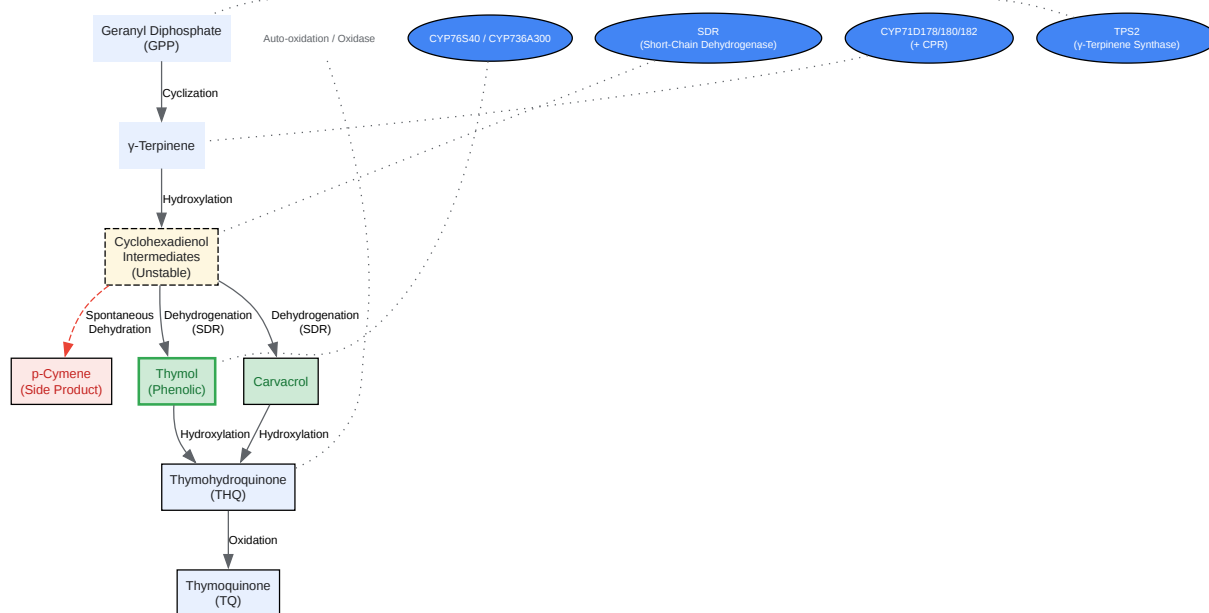 Geranyl Diphosphate
(GPP)
Auto-oxidation / Oxidase
CYP76S40 / CYP736A300
SDR
(Short-Chain Dehydrogenase)
CYP71D178/180/182
(+ CPR)
TPS2
(γ-Terpinene Synthase)
Cyclization
γ-Terpinene
Hydroxylation
Cyclohexadienol
Intermediates
(Unstable)
Spontaneous
Dehydration
Dehydrogenation
(SDR)
Dehydrogenation
(SDR)
p-Cymene
(Side Product)
Thymol
(Phenolic)
Carvacrol
Hydroxylation
Hydroxylation
Thymohydroquinone
(THQ)
Oxidation
Thymoquinone
(TQ)